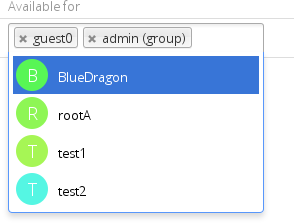 Available for
× guest0 × admin (group)
B BlueDragon
R rootA
T test1
T test2